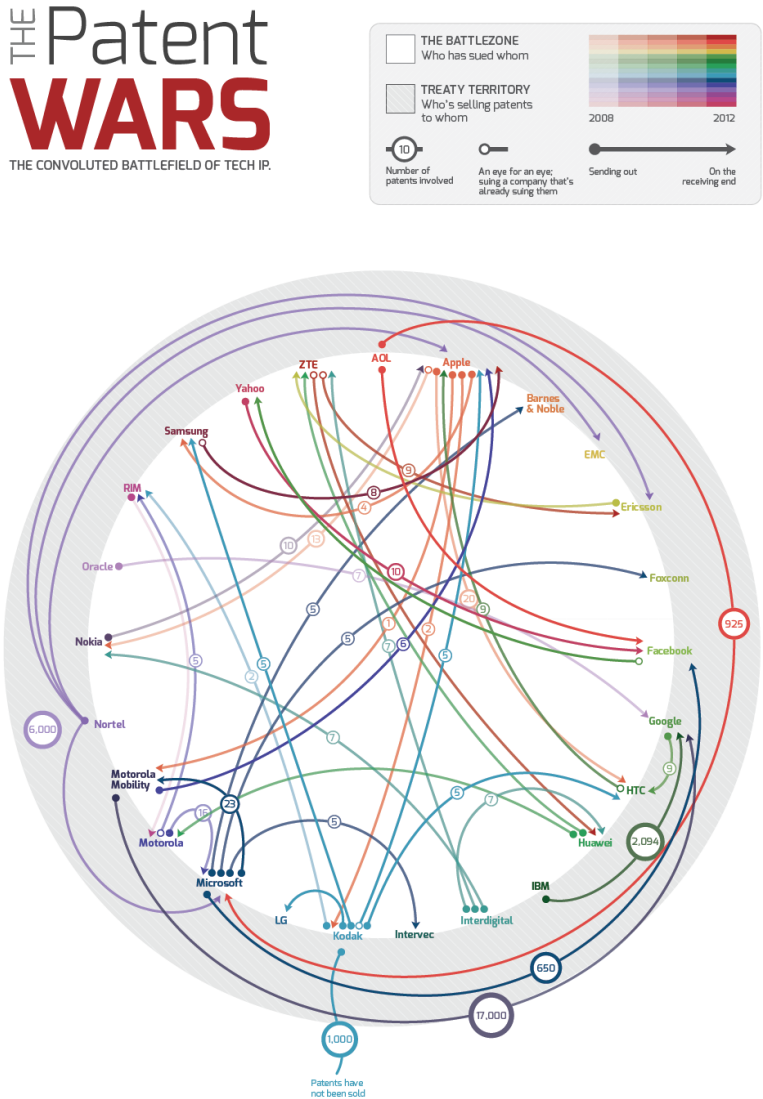 THE Patent
WARS
THE CONVOLUTED BATTLEFIELD OF TECH IP.
THE BATTLEZONE
Who has sued whom
TREATY TERRITORY
Who's selling patents
to whom
2008
2012
10
Number of
patents involved
An eye for an eye;
suing a company that's
already suing them
Sending out
On the
receiving end
AOL
ZTE
Apple
Yahoo
Barnes
& Noble
Samsung
EMC
9
8
RIM
4
Ericsson
13
10
Oracle
7
10
Foxconn
20
9
5
1
925
2
5
7
6
Nokia
Facebook
5
5
5
2
Google
Nortel
6,000
7
9
Motorola
Mobility
HTC
5
7
23
16
5
Motorola
Huawei
2,094
Microsoft
IBM
LG
Kodak
Intervec
Interdigital
650
17,000
1,000
Patents have
not been sold